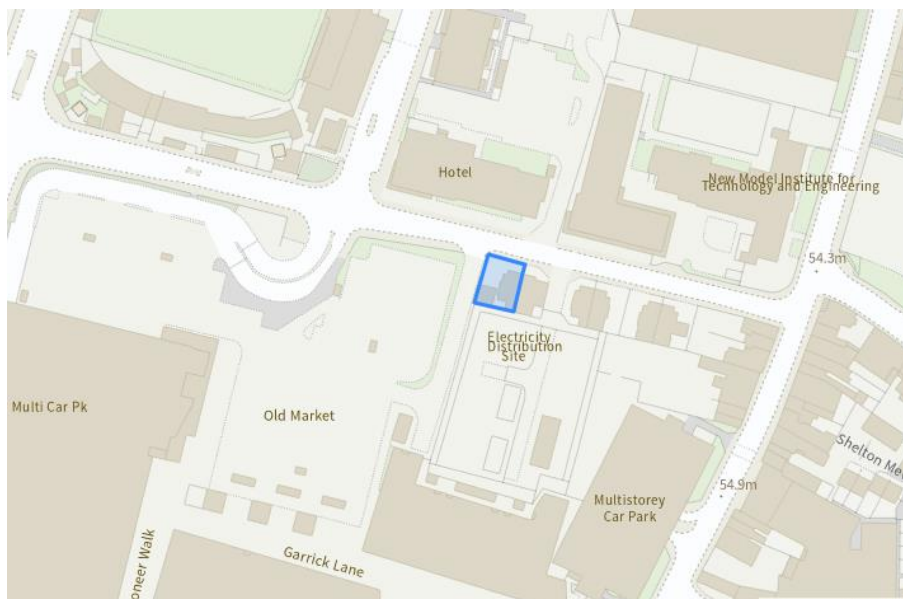 Hotel
New Model Institute for
Technology and Engineering
54.3m
Electricity
Distribution
Site
Multi Car Pk
Old Market
Shelton Me
54.9m
Multistorey
Car Park
Garrick Lane
oneer Walk